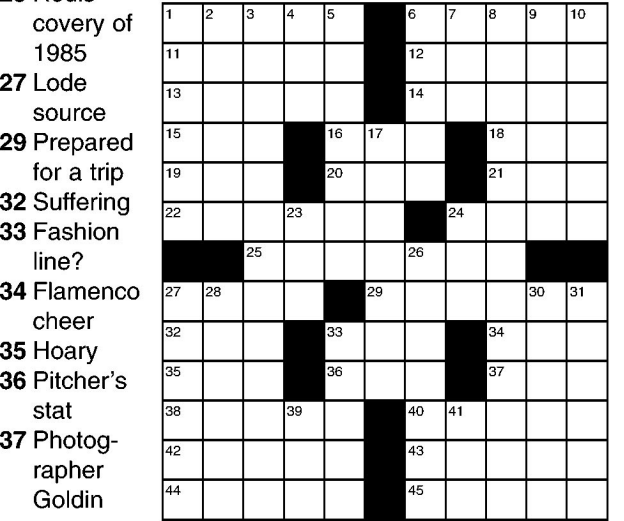 covery of
1985
27 Lode
source
29 Prepared
for a trip
32 Suffering
33 Fashion
line?
34 Flamenco
cheer
35 Hoary
36 Pitcher's
stat
37 Photog-
rapher
Goldin
1 2 3 4 5 6 7 8 9 10
11 12
13 14
15 16 17 18
19 20 21
22 23 24
25 26
27 28 29 30 31
32 33 34
35 36 37
38 39 40 41
42 43
44 45